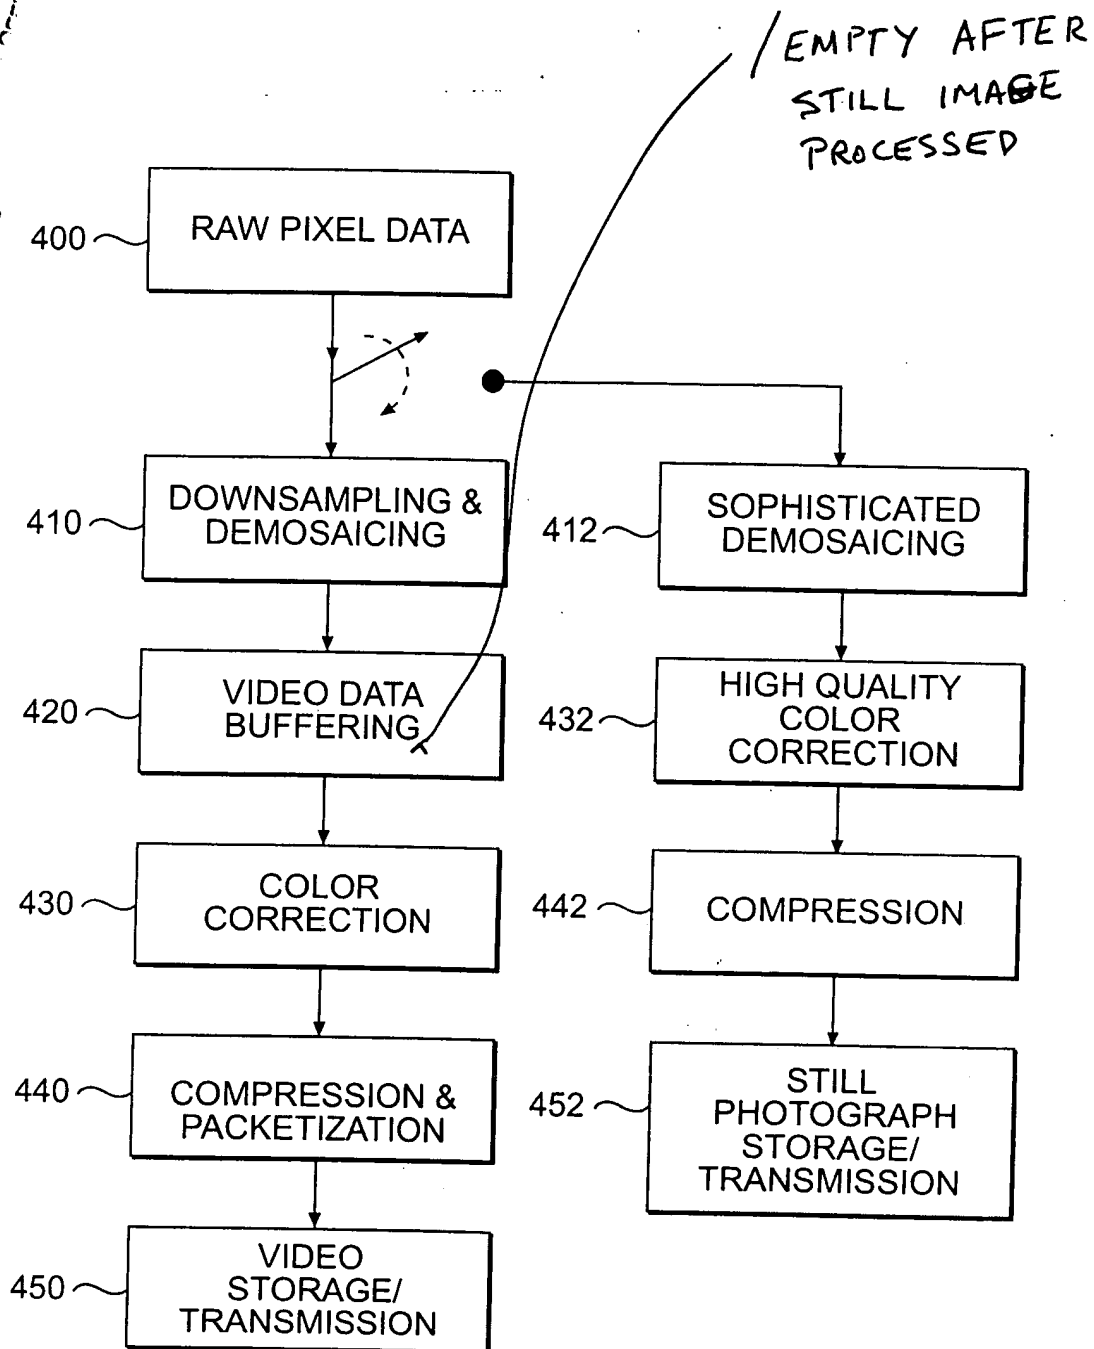 /EMPTY AFTER
STILL IMAGE
PROCESSED
400
RAW PIXEL DATA
410
DOWNSAMPLING &
DEMOSAICING
412
SOPHISTICATED
DEMOSAICING
420
VIDEO DATA
BUFFERING
432
HIGH QUALITY
COLOR
CORRECTION
430
COLOR
CORRECTION
442
COMPRESSION
440
COMPRESSION &
PACKETIZATION
452
STILL
PHOTOGRAPH
STORAGE/
TRANSMISSION
450
VIDEO
STORAGE/
TRANSMISSION